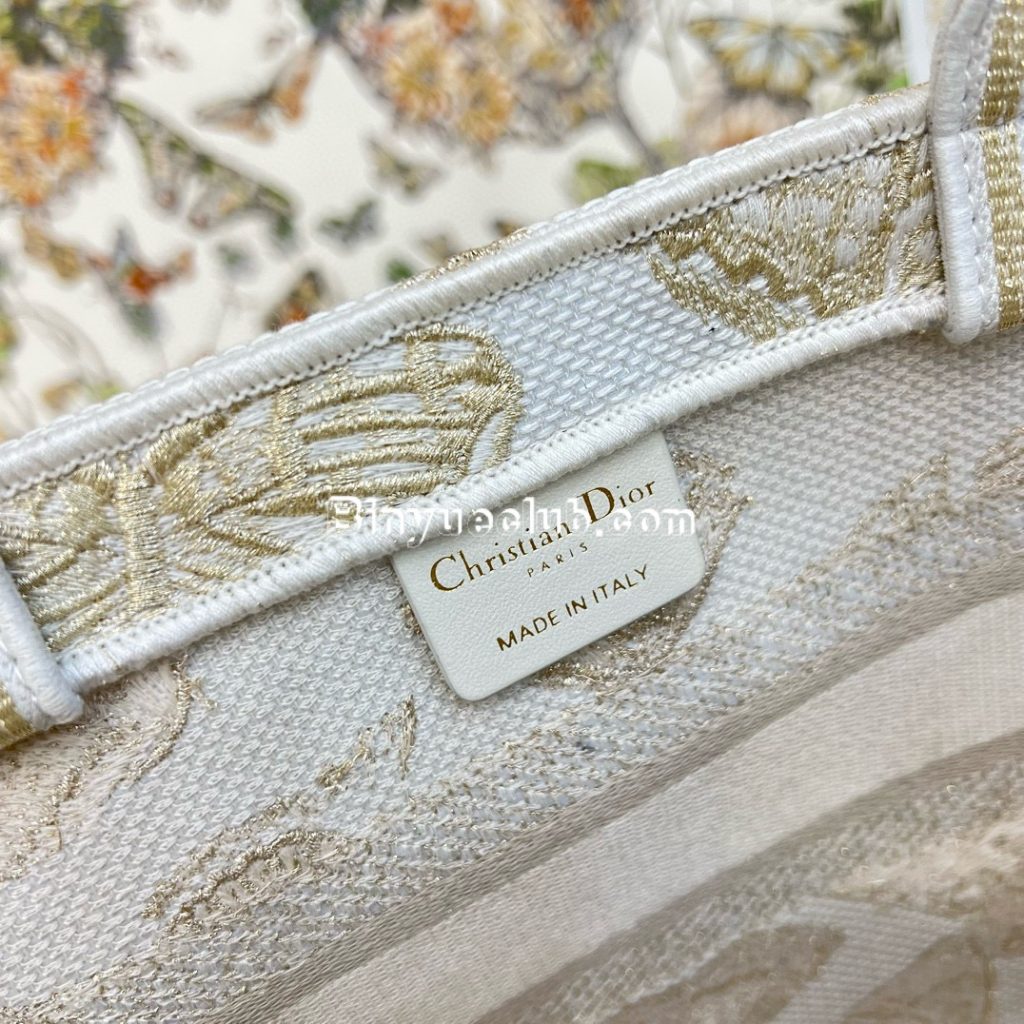 Binyueclub.com
Christian Dior
PARIS
MADE IN ITALY